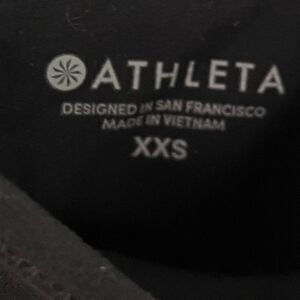 ATHLETA
DESIGNED IN SAN FRANCISCO
MADE IN VIETNAM
XXS